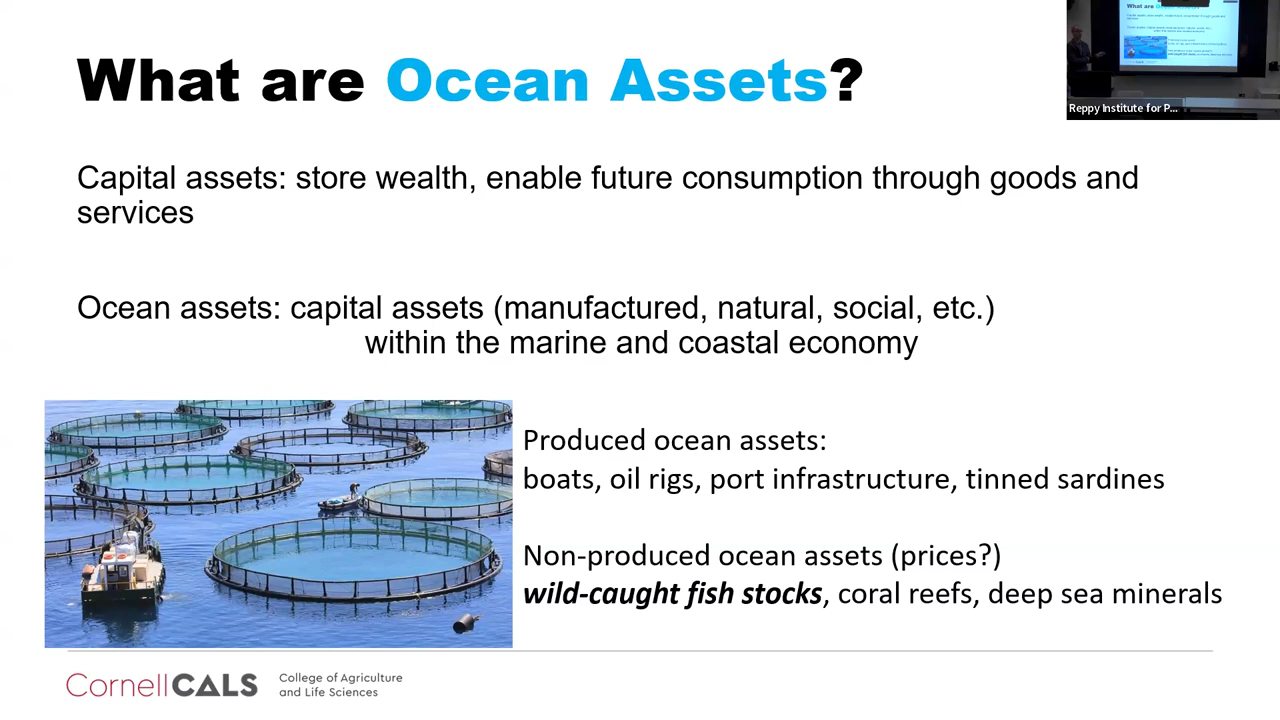 What are Ocean Assets?
Reppy Institute for P...
Capital assets: store wealth, enable future consumption through goods and
services
Ocean assets: capital assets (manufactured, natural, social, etc.)
within the marine and coastal economy
Produced ocean assets:
boats, oil rigs, port infrastructure, tinned sardines
Non-produced ocean assets (prices?)
wild-caught fish stocks, coral reefs, deep sea minerals
CornellCALS
College of Agriculture
and Life Sciences